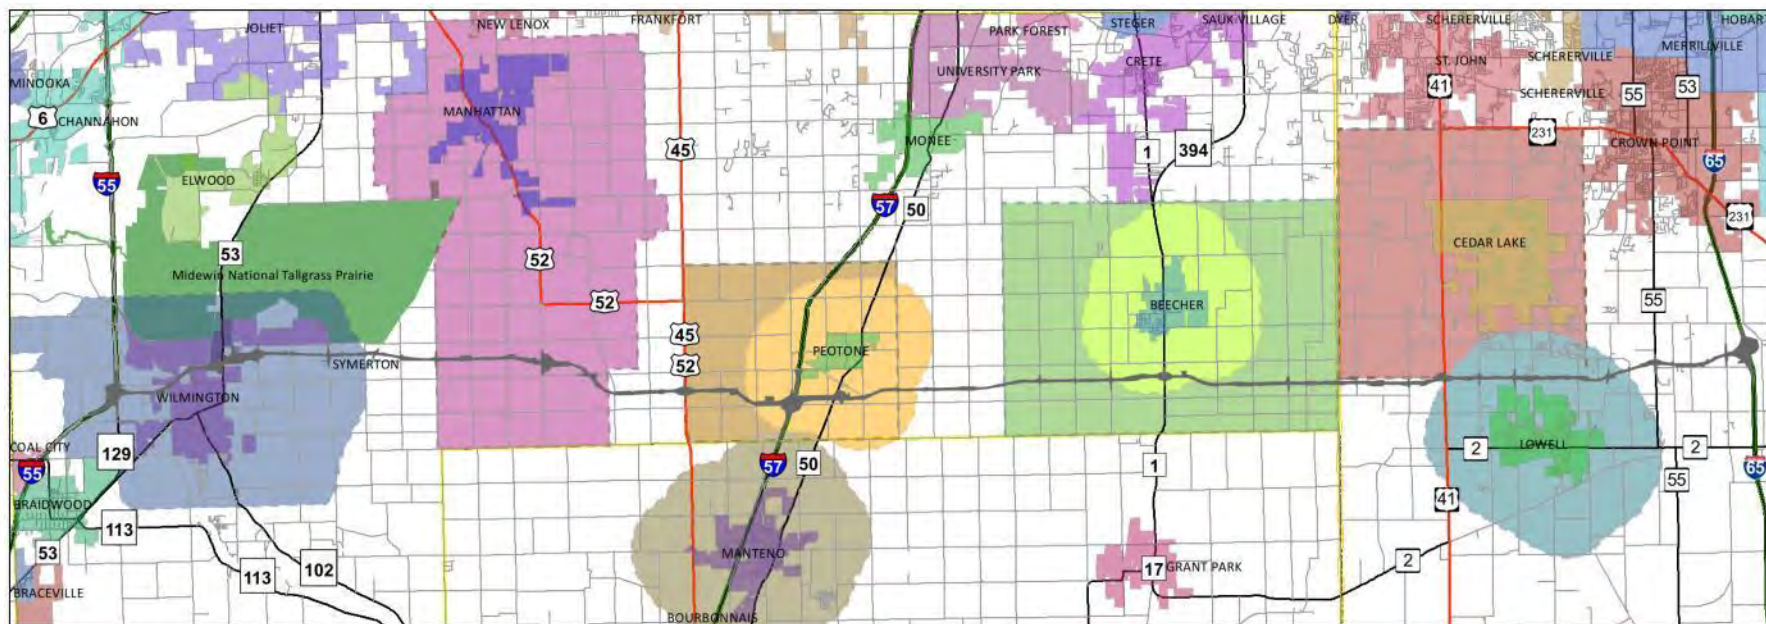 JOLIET
NEW LENOX
FRANKFORT
45
57
STEGER
SAUK VILLAGE
DYER
SCHERERVILLE
HOBART
PARK FOREST
MERRILLVILLE
MINOOKA
UNIVERSITY PARK
CRETE
ST. JOHN
SCHERERVILLE
41
55
53
SCHERERVILLE
6
CHANNAHON
MANHATTAN
MONEE
45
1
394
231
CROWN POINT
65
55
ELWOOD
57
50
231
53
52
CEDAR LAKE
Midewin National Tallgrass Prairie
52
BEECHER
55
45
52
PEOTONE
SYMERTON
WILMINGTON
COAL CITY
129
55
57
50
1
2
LOWELL
2
65
55
BRAIDWOOD
41
113
53
MANTENO
2
113
102
17
GRANT PARK
BRACEVILLE
BOURBONNAIS